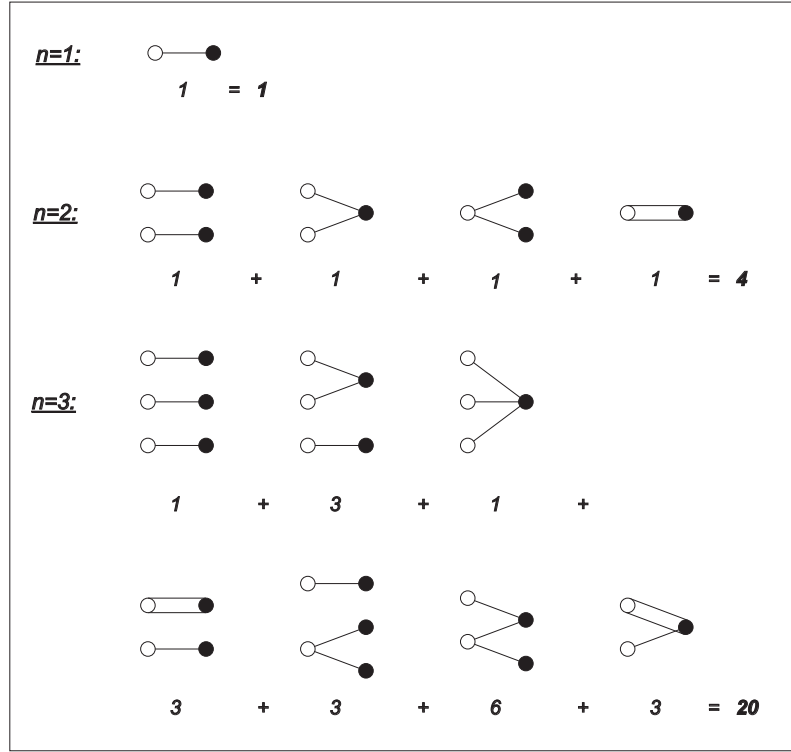 n=1:
1 = 1
n=2:
1 + 1 + 1 + 1 = 4
n=3:
1 + 3 + 1 +
3 + 3 + 6 + 3 = 20